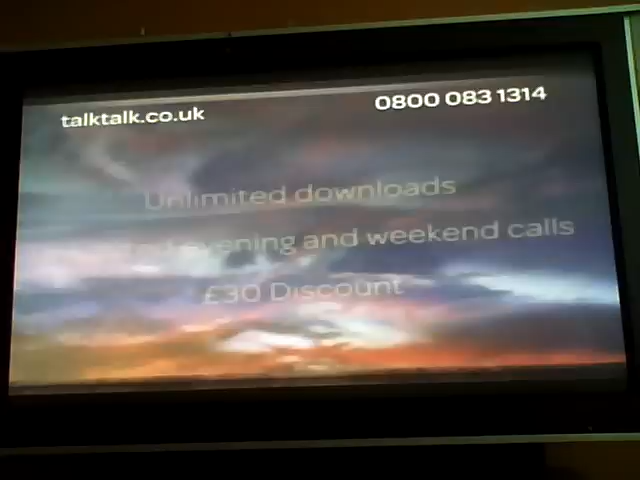 talktalk.co.uk
0800 083 1314
Unlimited downloads
evening and weekend calls
£30 Discount